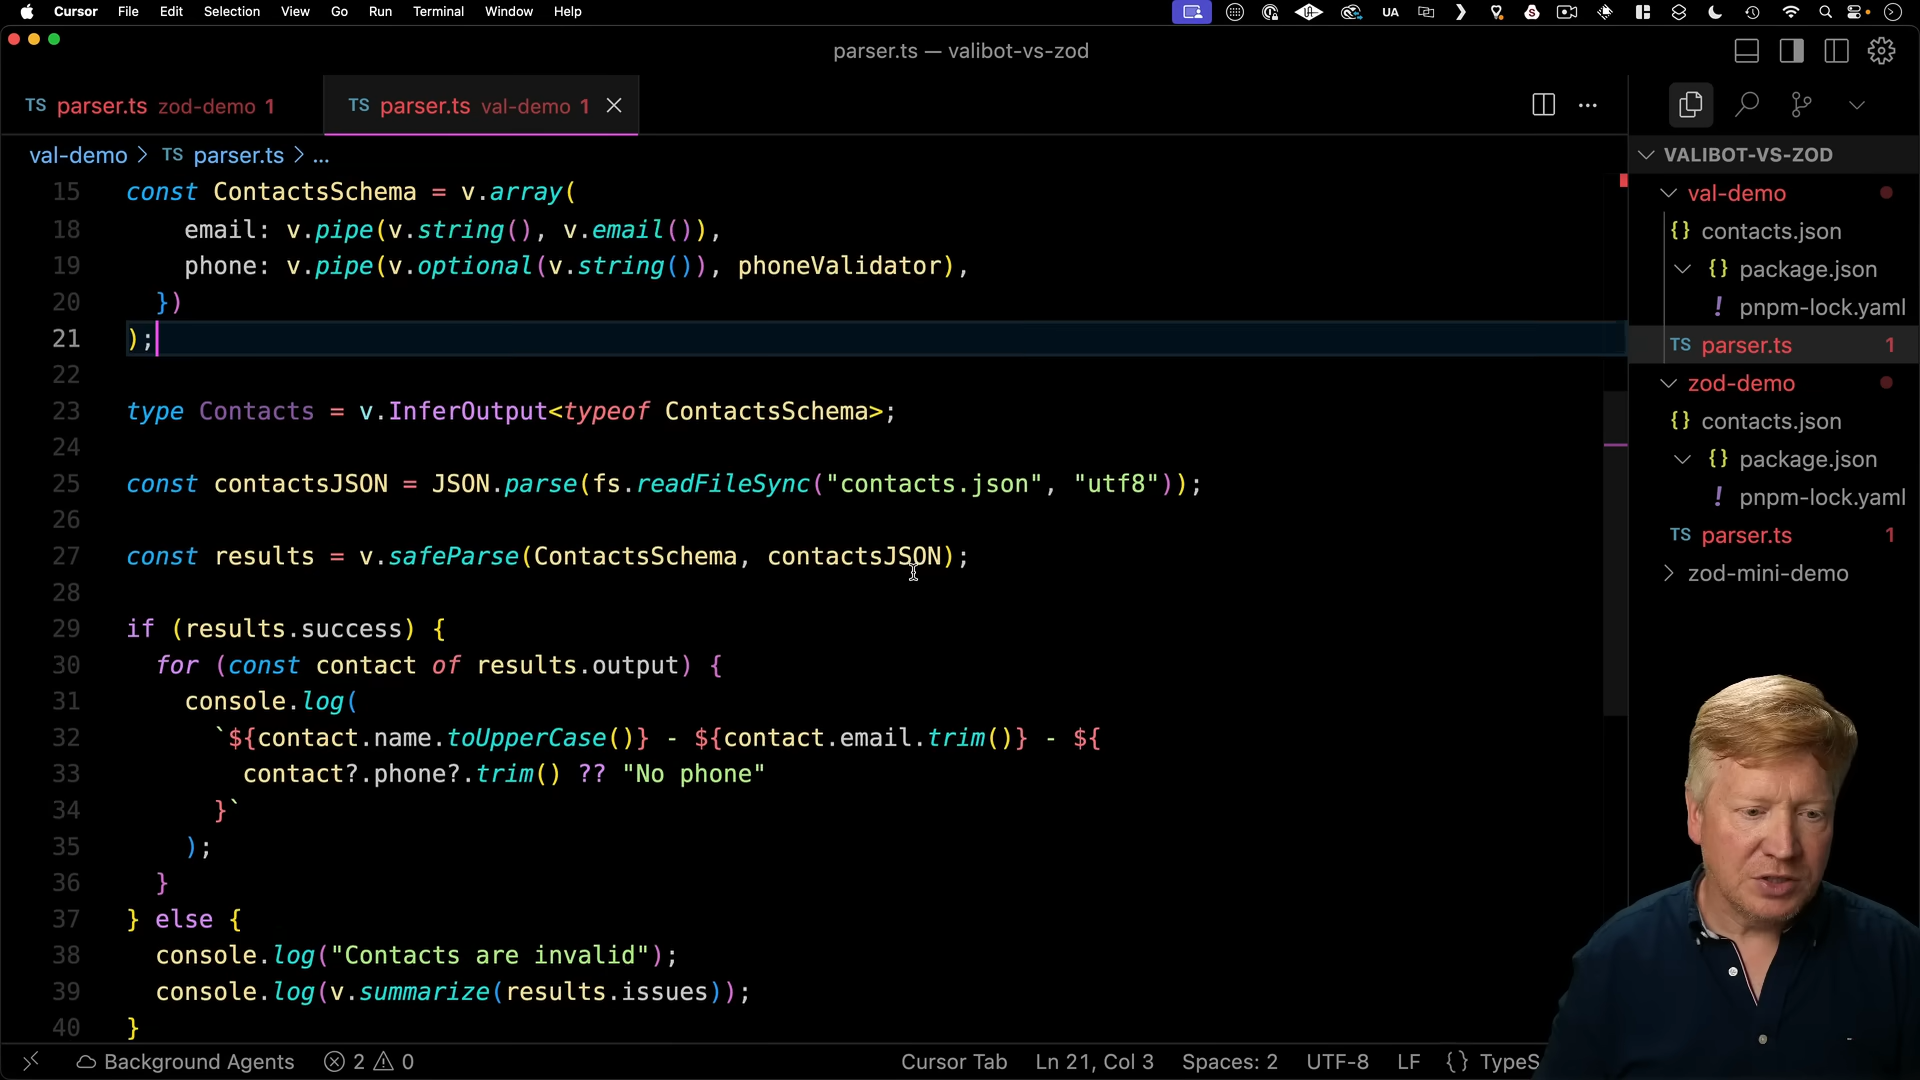 Cursor File Edit Selection View Go Run Terminal Window Help UA
parser.ts — valibot-vs-zod
TS parser.ts zod-demo 1
TS parser.ts val-demo 1
val-demo > TS parser.ts > ...
15 const ContactsSchema = v.array(
18 email: v.pipe(v.string(), v.email()),
19 phone: v.pipe(v.optional(v.string()), phoneValidator),
20 })
21 );
22
23 type Contacts = v.InferOutput<typeof ContactsSchema>;
24
25 const contactsJSON = JSON.parse(fs.readFileSync("contacts.json", "utf8"));
26
27 const results = v.safeParse(ContactsSchema, contactsJSON);
28
29 if (results.success) {
30 for (const contact of results.output) {
31 console.log(
32 `${contact.name.toUpperCase()} - ${contact.email.trim()} - ${
33 contact?.phone?.trim() ?? "No phone"
34 }`
35 );
36 }
37 } else {
38 console.log("Contacts are invalid");
39 console.log(v.summarize(results.issues));
40 }
VALIBOT-VS-ZOD
val-demo
{} contacts.json
{} package.json
! pnpm-lock.yaml
TS parser.ts 1
zod-demo
{} contacts.json
{} package.json
! pnpm-lock.yaml
TS parser.ts 1
zod-mini-demo
Background Agents 2 0 Cursor Tab Ln 21, Col 3 Spaces: 2 UTF-8 LF {} TypeS